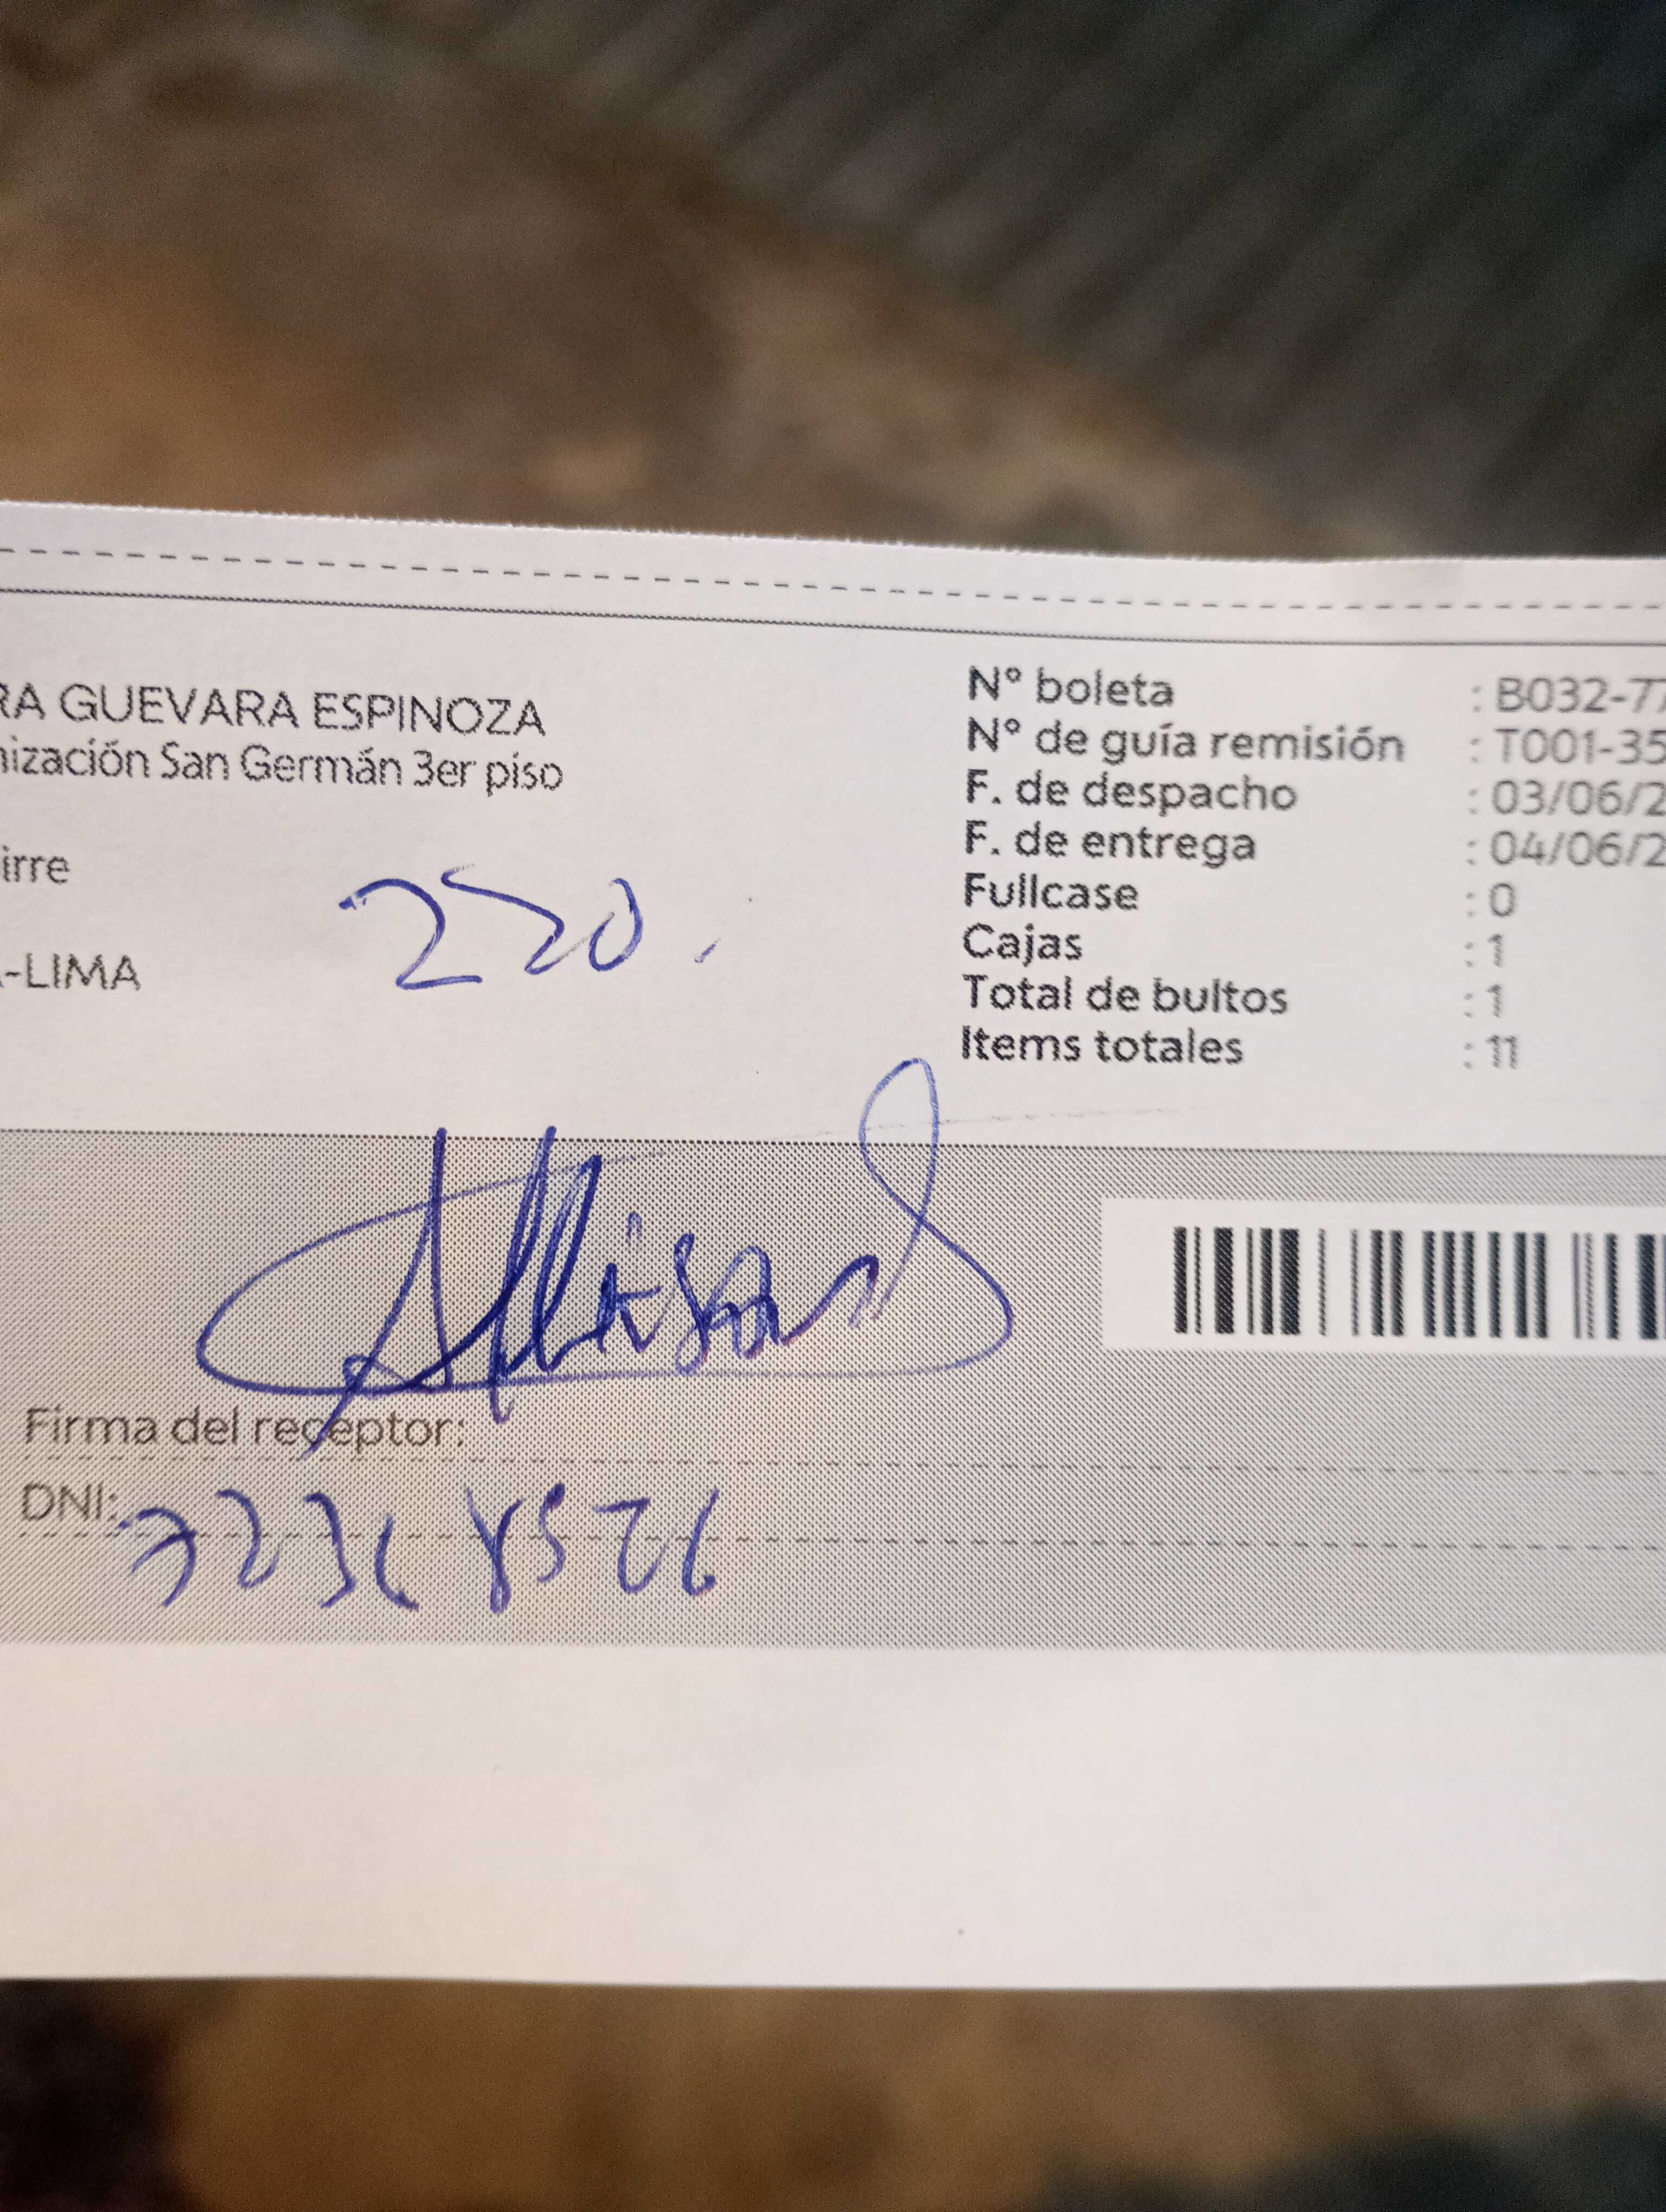 RA GUEVARA ESPINOZA
nización San Germán 3er piso
irre
220.
-LIMA
N° boleta : B032-77
N° de guía remisión : T001-35
F. de despacho : 03/06/2
F. de entrega : 04/06/2
Fullcase : 0
Cajas : 1
Total de bultos : 1
Items totales : 11
Allison
Firma del receptor:
DNI: 72368526